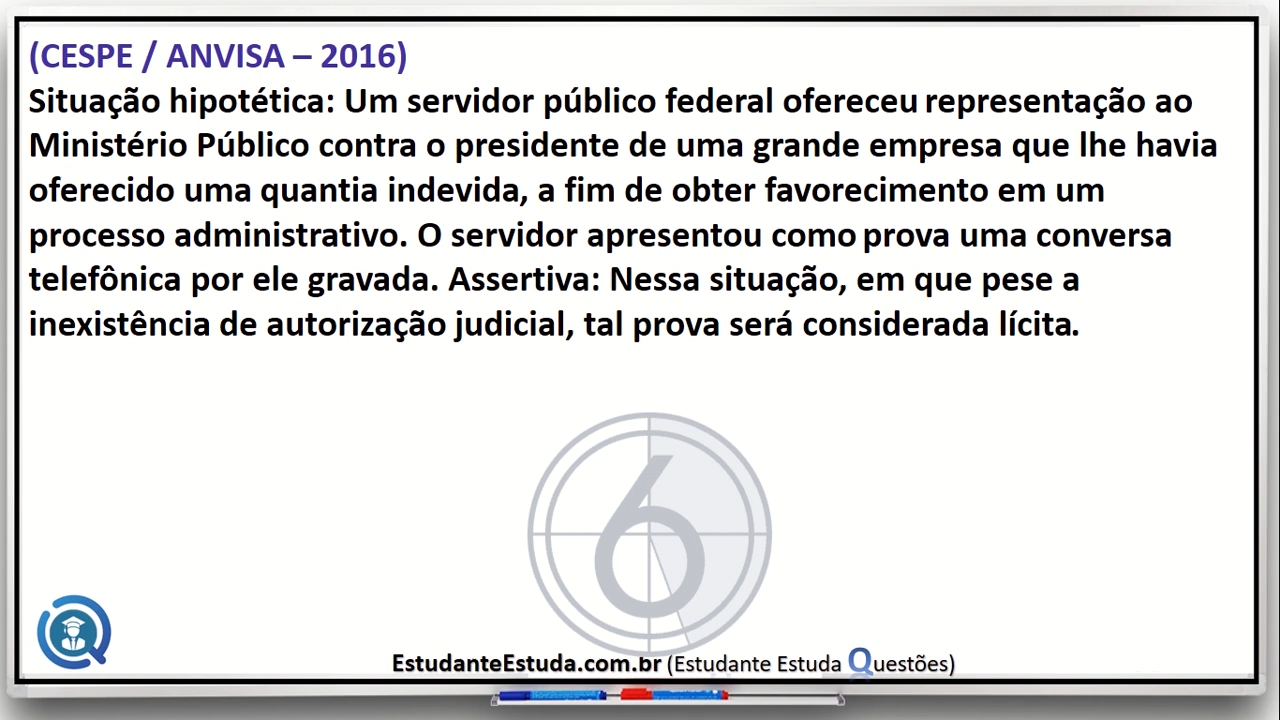 (CESPE / ANVISA – 2016)
Situação hipotética: Um servidor público federal ofereceu representação ao
Ministério Público contra o presidente de uma grande empresa que lhe havia
oferecido uma quantia indevida, a fim de obter favorecimento em um
processo administrativo. O servidor apresentou como prova uma conversa
telefônica por ele gravada. Assertiva: Nessa situação, em que pese a
inexistência de autorização judicial, tal prova será considerada lícita.
6
EstudanteEstuda.com.br (Estudante Estuda Questões)